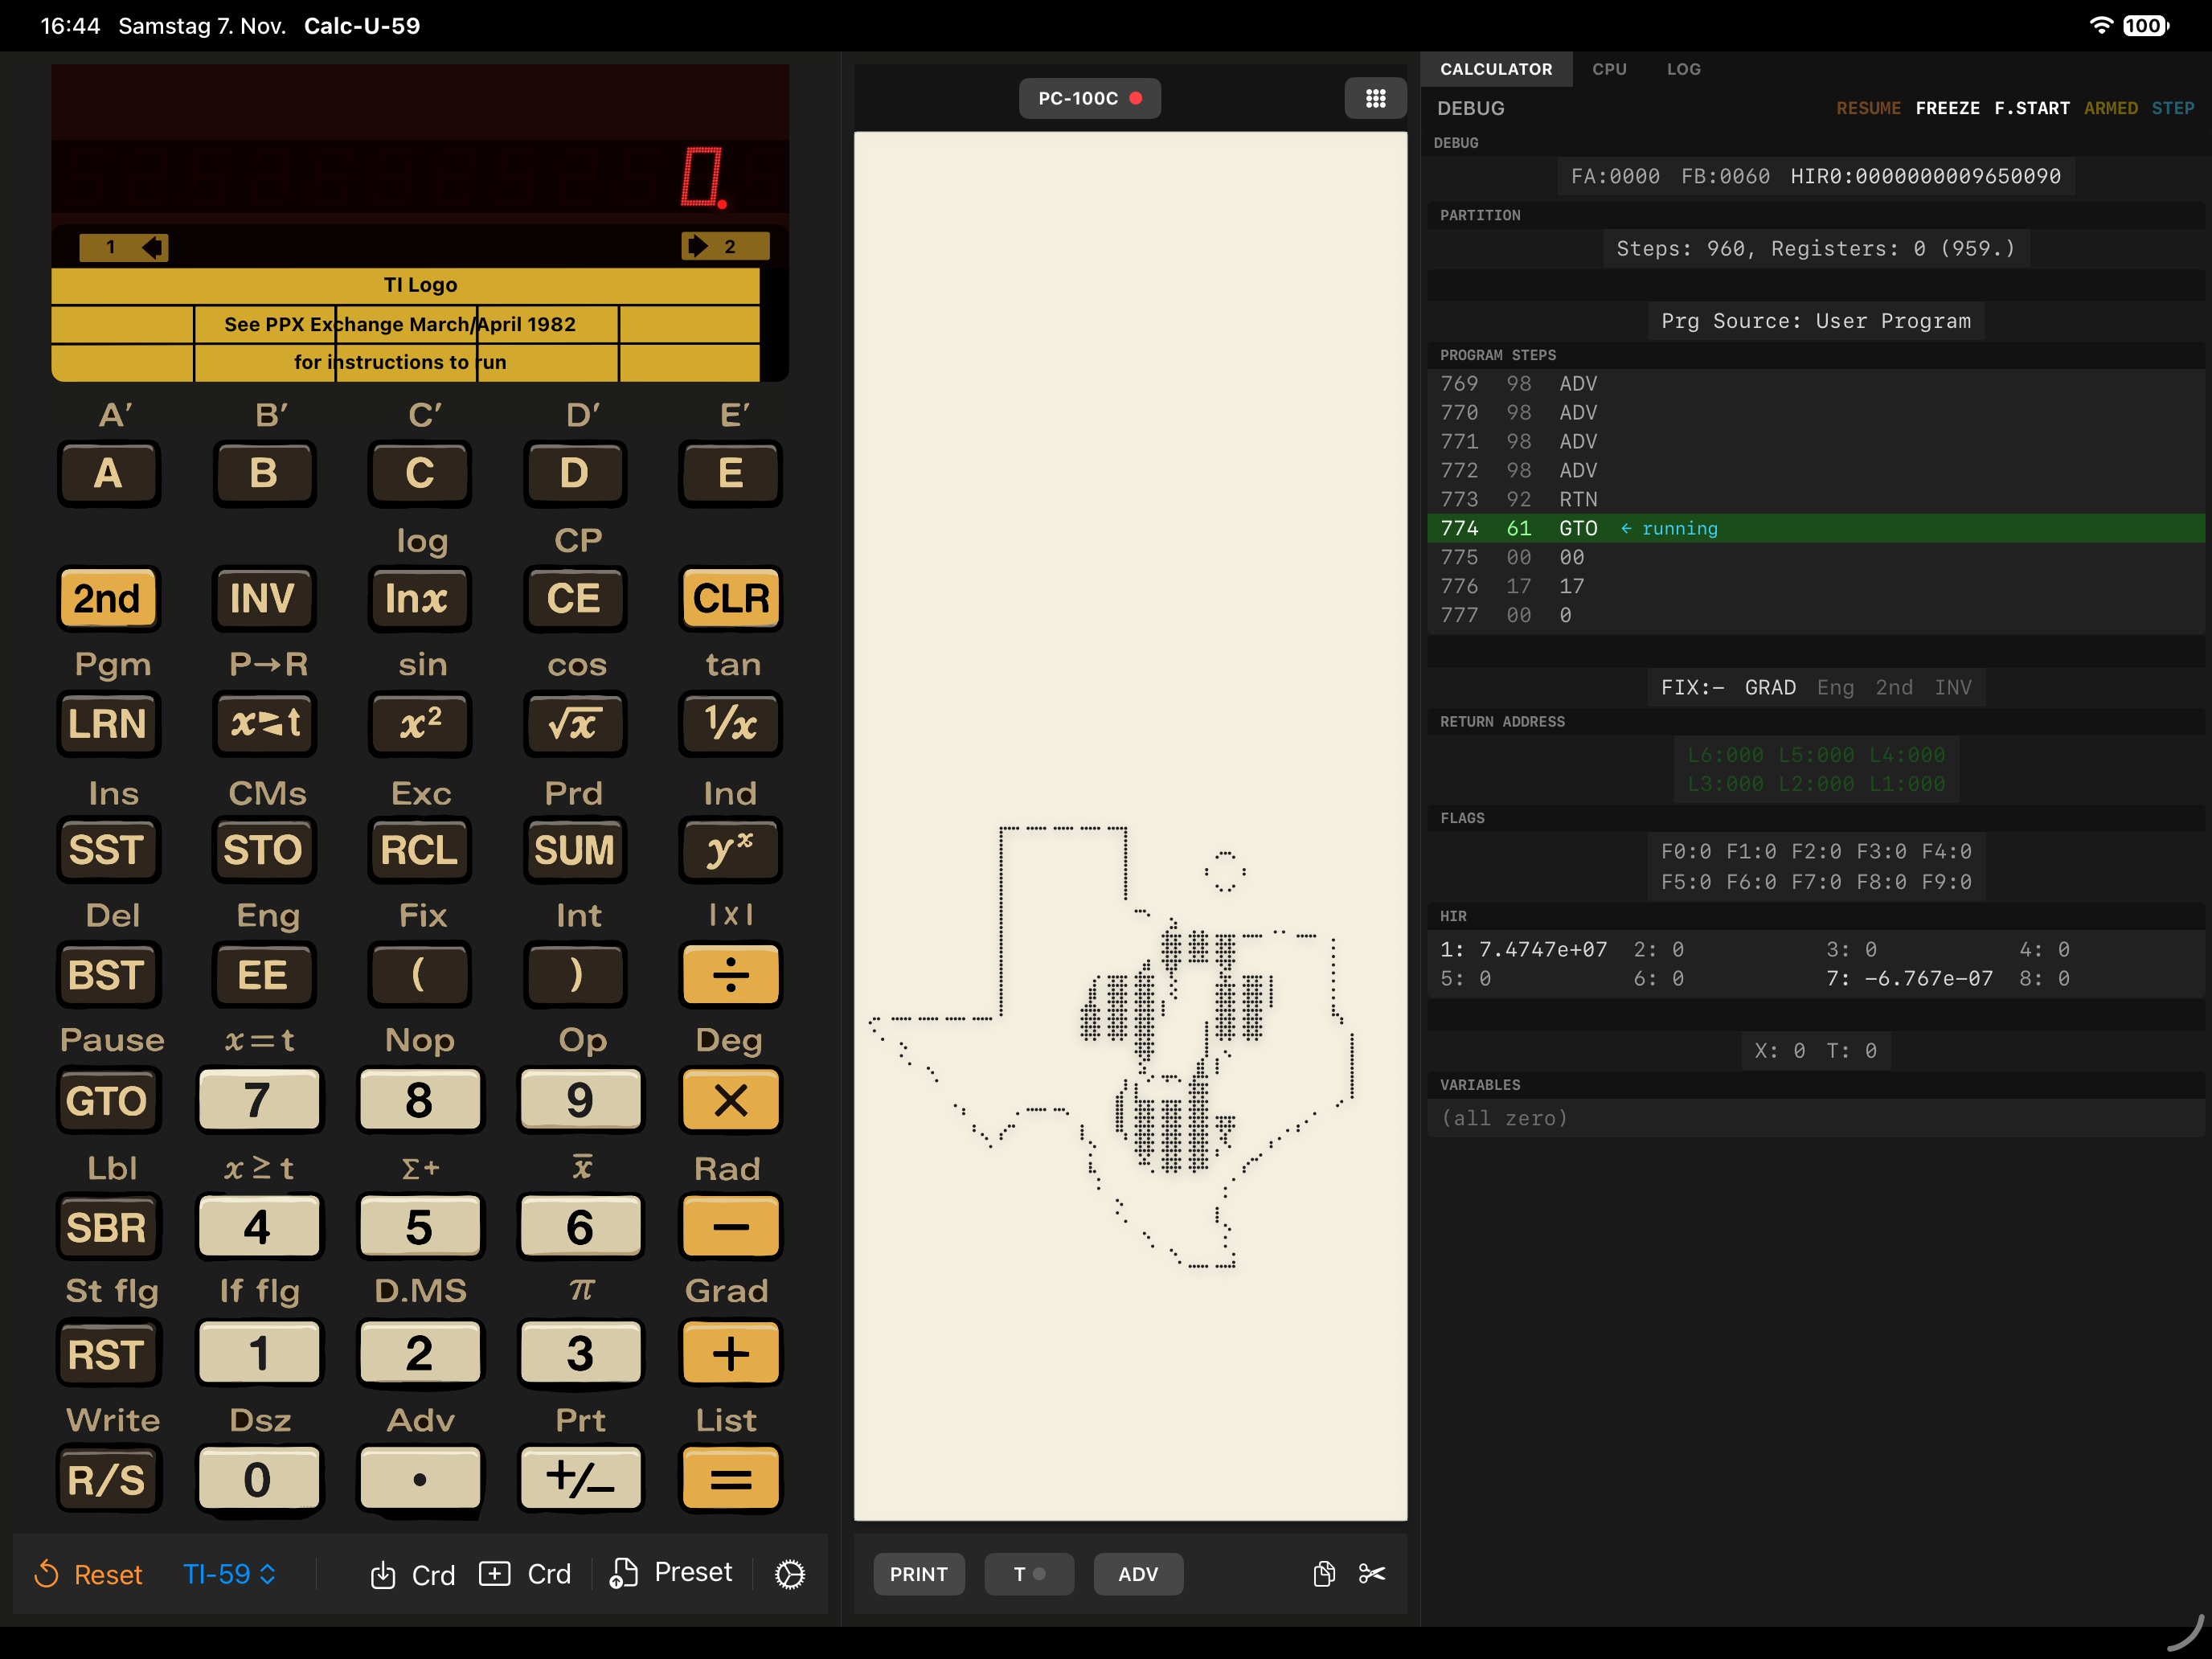 16:44 Samstag 7. Nov. Calc-U-59
100
0.
1
2
TI Logo
See PPX Exchange March/April 1982
for instructions to run
A′ B′ C′ D′ E′
A B C D E
log CP
2nd INV lnx CE CLR
Pgm P→R sin cos tan
LRN x⇄t x² √x 1/x
Ins CMs Exc Prd Ind
SST STO RCL SUM yˣ
Del Eng Fix Int |x|
BST EE ( ) ÷
Pause x=t Nop Op Deg
GTO 7 8 9 ×
Lbl x≥t Σ+ x̄ Rad
SBR 4 5 6 −
St flg If flg D.MS π Grad
RST 1 2 3 +
Write Dsz Adv Prt List
R/S 0 • +/− =
Reset TI-59 Crd Crd Preset
PC-100C
PRINT T ADV
CALCULATOR CPU LOG
DEBUG RESUME FREEZE F.START ARMED STEP
DEBUG
FA:0000 FB:0060 HIR0:0000000009650090
PARTITION
Steps: 960, Registers: 0 (959.)
Prg Source: User Program
PROGRAM STEPS
769 98 ADV
770 98 ADV
771 98 ADV
772 98 ADV
773 92 RTN
774 61 GTO ← running
775 00 00
776 17 17
777 00 0
FIX:– GRAD Eng 2nd INV
RETURN ADDRESS
L6:000 L5:000 L4:000
L3:000 L2:000 L1:000
FLAGS
F0:0 F1:0 F2:0 F3:0 F4:0
F5:0 F6:0 F7:0 F8:0 F9:0
HIR
1: 7.4747e+07 2: 0 3: 0 4: 0
5: 0 6: 0 7: −6.767e−07 8: 0
X: 0 T: 0
VARIABLES
(all zero)